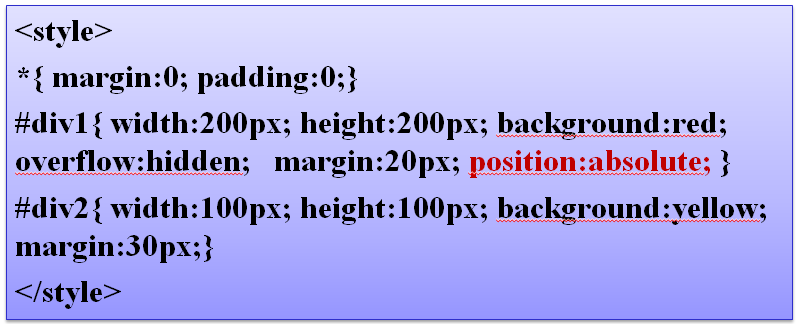 <style>
*{ margin:0; padding:0;}
#div1{ width:200px; height:200px; background:red;
overflow:hidden;   margin:20px; position:absolute; }
#div2{ width:100px; height:100px; background:yellow;
margin:30px;}
</style>